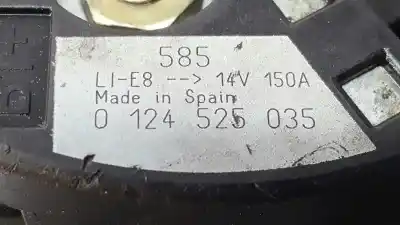 585
LI-E8 --> 14V 150A
Made in Spain
0 124 525 035